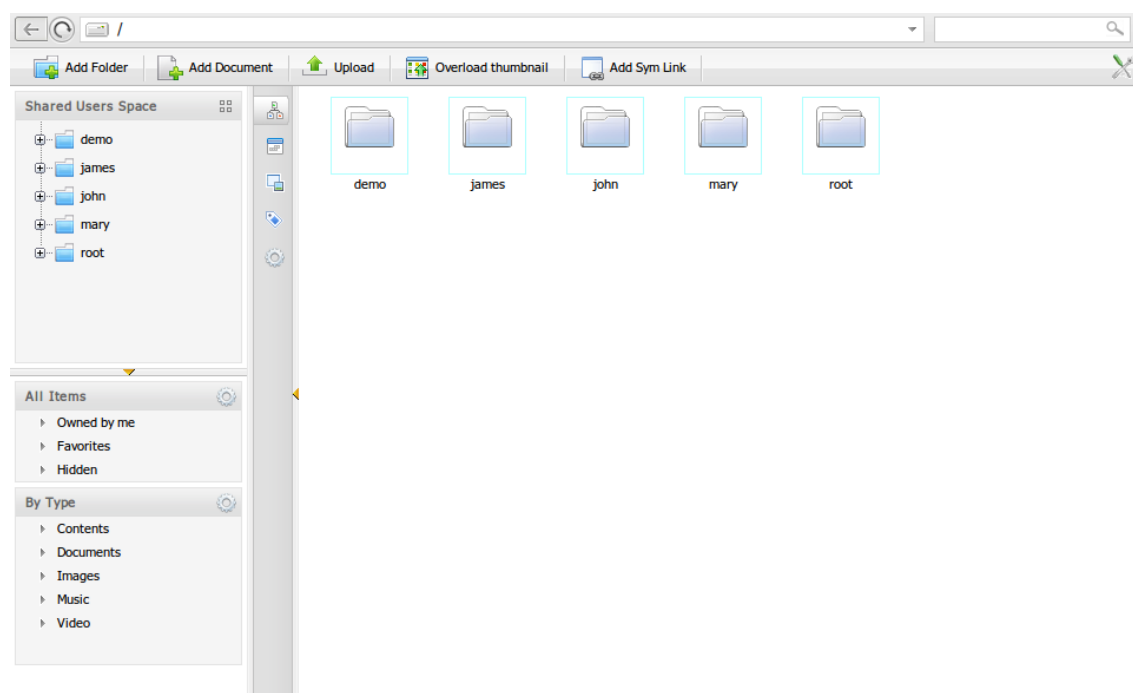 /
Add Folder Add Document Upload Overload thumbnail Add Sym Link
Shared Users Space
demo
james
john
mary
root
All Items
Owned by me
Favorites
Hidden
By Type
Contents
Documents
Images
Music
Video
demo james john mary root